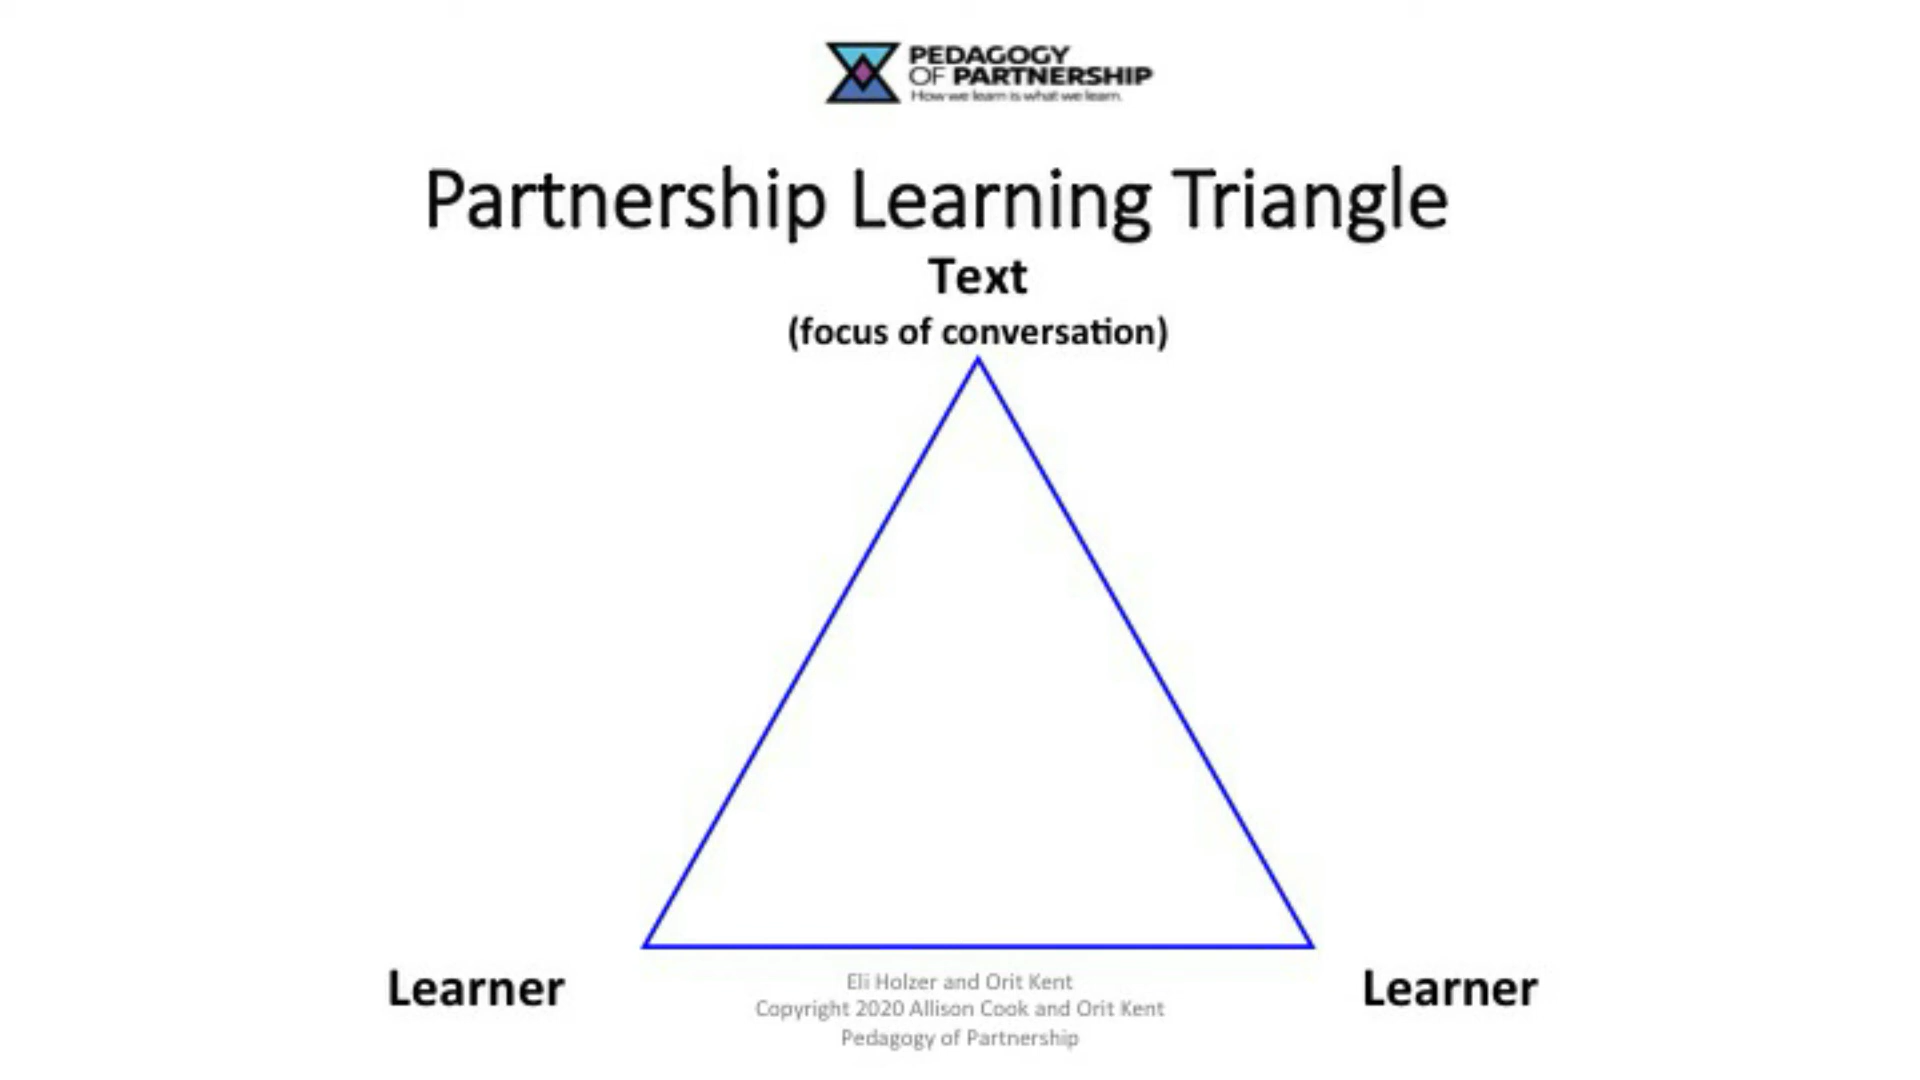 PEDAGOGY
OF PARTNERSHIP
How we learn is what we learn.
Partnership Learning Triangle
Text
(focus of conversation)
Learner
Learner
Eli Holzer and Orit Kent
Copyright 2020 Allison Cook and Orit Kent
Pedagogy of Partnership